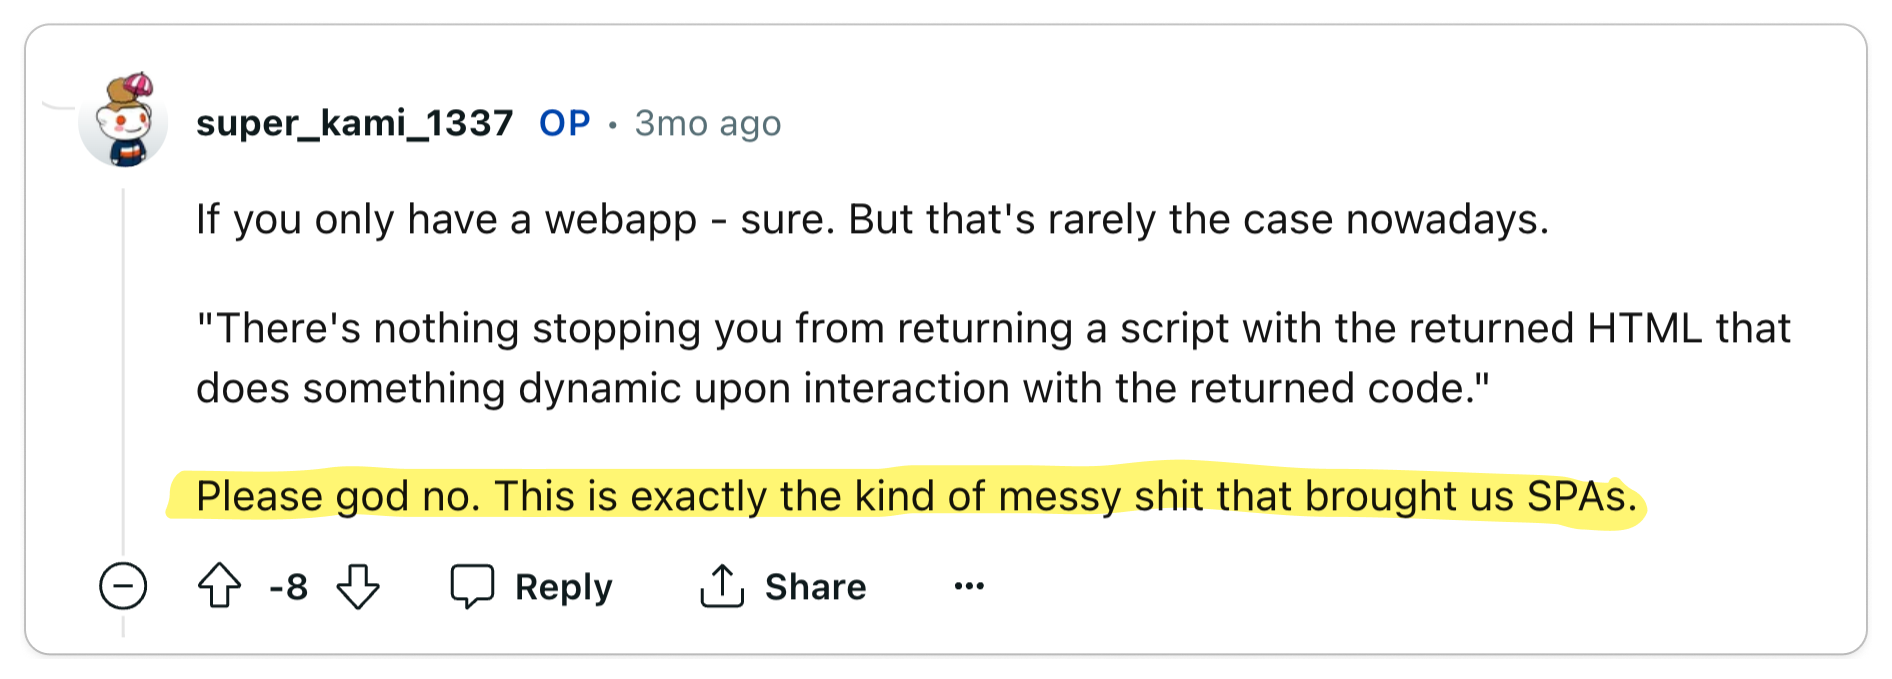 super_kami_1337 OP • 3mo ago
If you only have a webapp - sure. But that's rarely the case nowadays.
"There's nothing stopping you from returning a script with the returned HTML that
does something dynamic upon interaction with the returned code."
Please god no. This is exactly the kind of messy shit that brought us SPAs.
-8 Reply Share ...